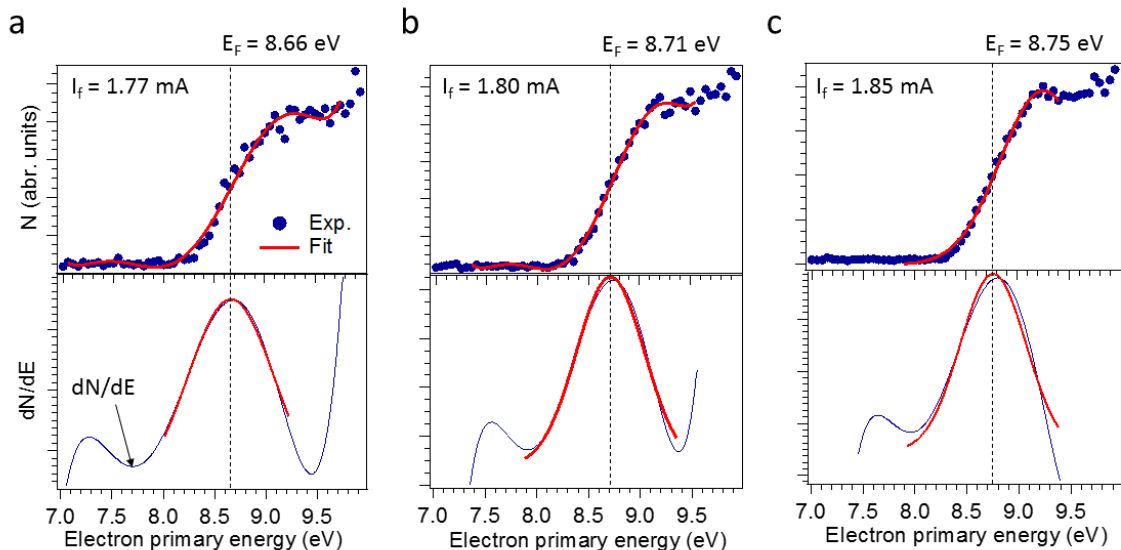 a
E_F = 8.66 eV
I_f = 1.77 mA
N (abr. units)
Exp.
Fit
dN/dE
dN/dE
7.0 7.5 8.0 8.5 9.0 9.5
Electron primary energy (eV)
b
E_F = 8.71 eV
I_f = 1.80 mA
7.0 7.5 8.0 8.5 9.0 9.5
Electron primary energy (eV)
c
E_F = 8.75 eV
I_f = 1.85 mA
7.0 7.5 8.0 8.5 9.0 9.5
Electron primary energy (eV)